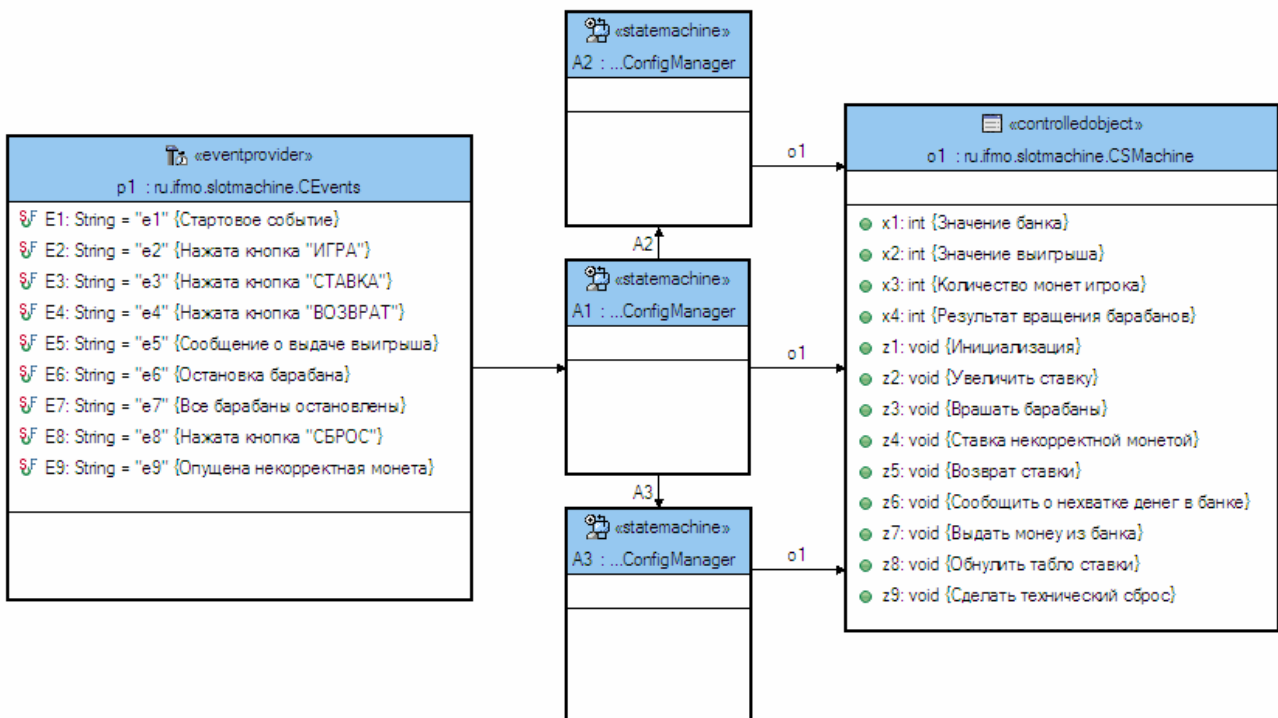 «statemachine»
A2 : ...ConfigManager
«eventprovider»
p1 : ru.ifmo.slotmachine.CEvents
E1: String = "e1" {Стартовое событие}
E2: String = "e2" {Нажата кнопка "ИГРА"}
E3: String = "e3" {Нажата кнопка "СТАВКА"}
E4: String = "e4" {Нажата кнопка "ВОЗВРАТ"}
E5: String = "e5" {Сообщение о выдаче выигрыша}
E6: String = "e6" {Остановка барабана}
E7: String = "e7" {Все барабаны остановлены}
E8: String = "e8" {Нажата кнопка "СБРОС"}
E9: String = "e9" {Опущена некорректная монета}
A2
«statemachine»
A1 : ...ConfigManager
A3
«statemachine»
A3 : ...ConfigManager
o1
o1
o1
«controlledobject»
o1 : ru.ifmo.slotmachine.CSMachine
x1: int {Значение банка}
x2: int {Значение выигрыша}
x3: int {Количество монет игрока}
x4: int {Результат вращения барабанов}
z1: void {Инициализация}
z2: void {Увеличить ставку}
z3: void {Врашать барабаны}
z4: void {Ставка некорректной монетой}
z5: void {Возврат ставки}
z6: void {Сообощить о нехватке денег в банке}
z7: void {Выдать монеу из банка}
z8: void {Обнулить табло ставки}
z9: void {Сделать технический сброс}